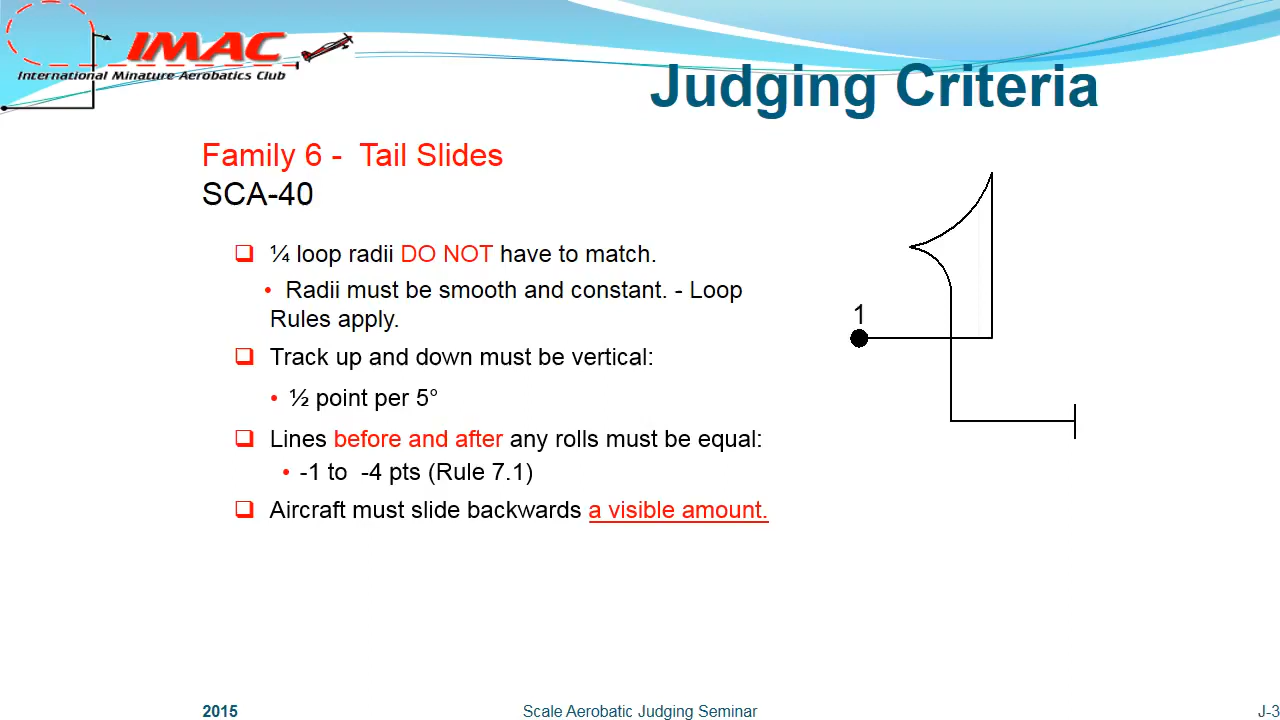 IMAC
International Minature Aerobatics Club
Judging Criteria
Family 6 - Tail Slides
SCA-40
¼ loop radii DO NOT have to match.
• Radii must be smooth and constant. - Loop
Rules apply.
Track up and down must be vertical:
• ½ point per 5°
Lines before and after any rolls must be equal:
• -1 to -4 pts (Rule 7.1)
Aircraft must slide backwards a visible amount.
1
2015
Scale Aerobatic Judging Seminar
J-3